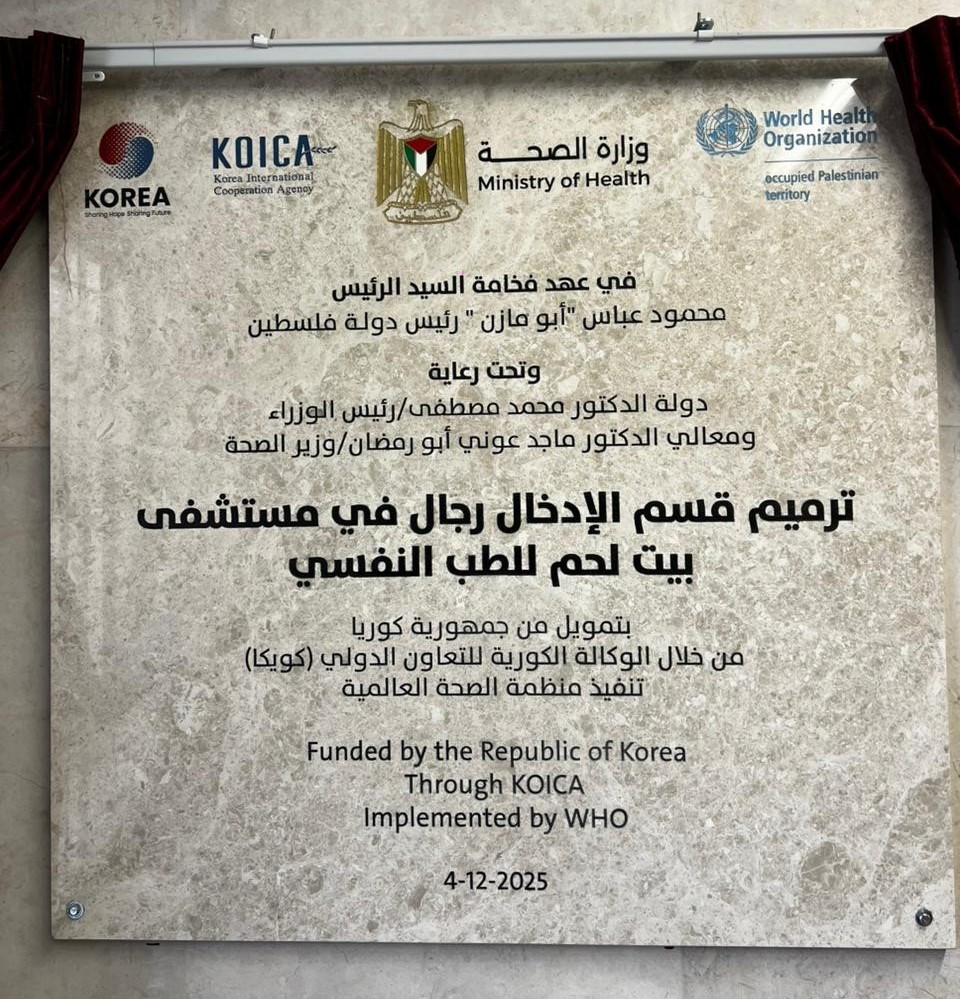 KOREA
Sharing Hope Sharing Future
KOICA
Korea International
Cooperation Agency
فلسطين
وزارة الصحة
Ministry of Health
World Health
Organization
occupied Palestinian
territory
في عهد فخامة السيد الرئيس
محمود عباس "أبو مازن " رئيس دولة فلسطين
وتحت رعاية
دولة الدكتور محمد مصطفى/رئيس الوزراء
ومعالي الدكتور ماجد عوني أبو رمضان/وزير الصحة
ترميم قسم الإدخال رجال في مستشفى
بيت لحم للطب النفسي
بتمويل من جمهورية كوريا
من خلال الوكالة الكورية للتعاون الدولي (كويكا)
تنفيذ منظمة الصحة العالمية
Funded by the Republic of Korea
Through KOICA
Implemented by WHO
4-12-2025